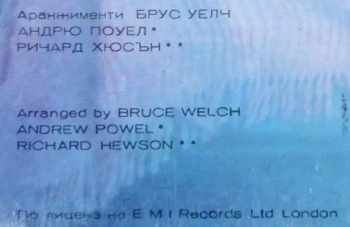 Аранжименти БРУС УЕЛЧ
АНДРЮ ПОУЕЛ *
РИЧАРД ХЮСЪН * *
Arranged by BRUCE WELCH
ANDREW POWEL *
RICHARD HEWSON * *
По лиценз на E M I Records Ltd London